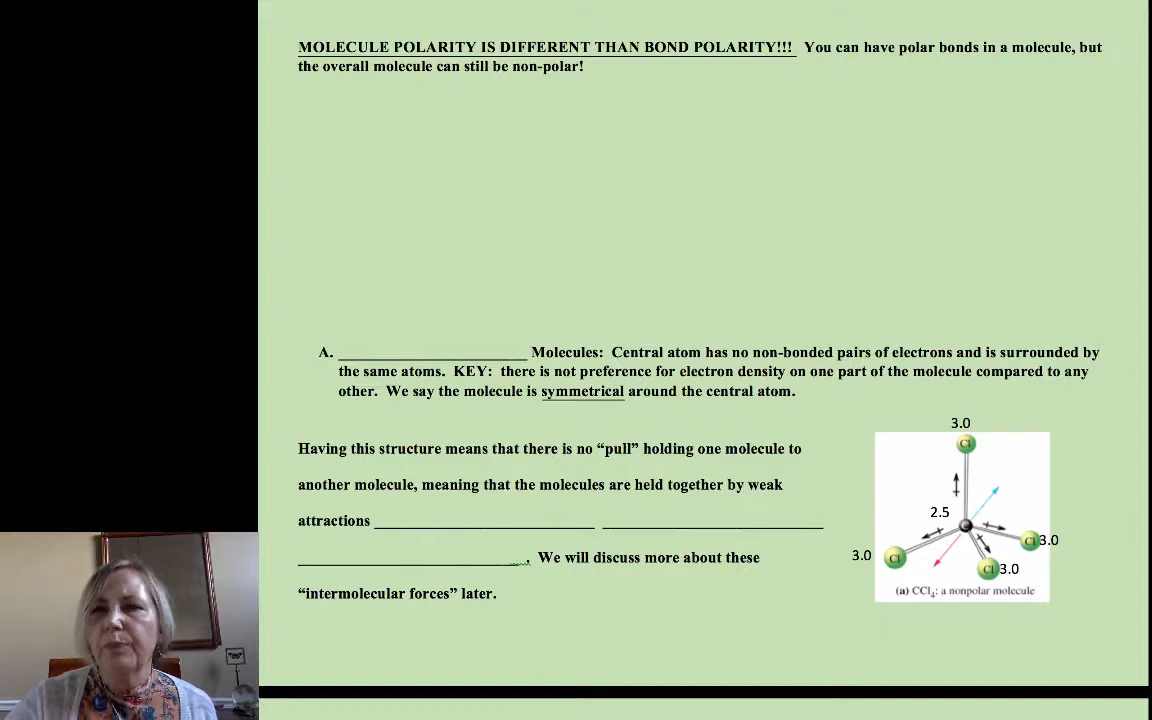 MOLECULE POLARITY IS DIFFERENT THAN BOND POLARITY!!! You can have polar bonds in a molecule, but
the overall molecule can still be non-polar!
A. ______________________ Molecules: Central atom has no non-bonded pairs of electrons and is surrounded by
the same atoms. KEY: there is not preference for electron density on one part of the molecule compared to any
other. We say the molecule is symmetrical around the central atom.
Having this structure means that there is no “pull” holding one molecule to
another molecule, meaning that the molecules are held together by weak
attractions __________________________ __________________________
___________________________. We will discuss more about these
“intermolecular forces” later.
3.0
Cl
2.5
Cl 3.0
3.0 Cl
Cl 3.0
(a) CCl₄: a nonpolar molecule